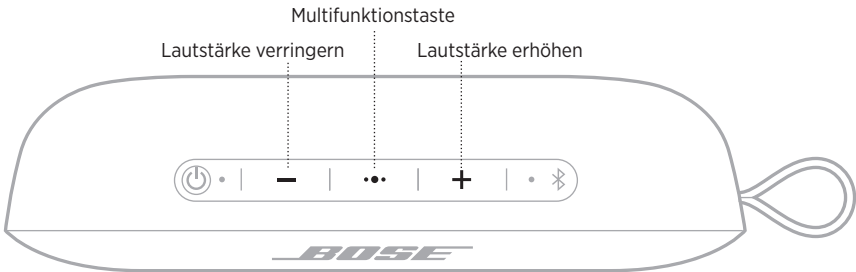 Multifunktionstaste
Lautstärke verringern
Lautstärke erhöhen
BOSE